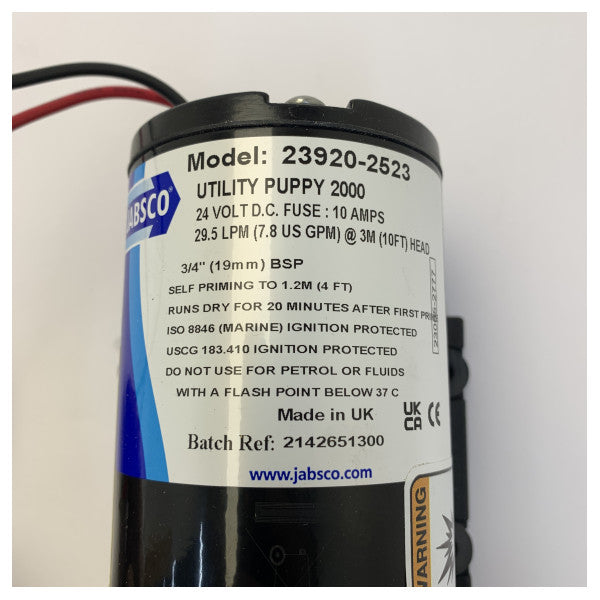 JABSCO®
Model: 23920-2523
UTILITY PUPPY 2000
24 VOLT D.C. FUSE : 10 AMPS
29.5 LPM (7.8 US GPM) @ 3M (10FT) HEAD
3/4" (19mm) BSP
SELF PRIMING TO 1.2M (4 FT)
RUNS DRY FOR 20 MINUTES AFTER FIRST
ISO 8846 (MARINE) IGNITION PROTECTED
USCG 183.410 IGNITION PROTECTED
DO NOT USE FOR PETROL OR FLUIDS
WITH A FLASH POINT BELOW 37 C
Made in UK
UK
CA CE
Batch Ref: 2142651300
www.jabsco.com
WARNING